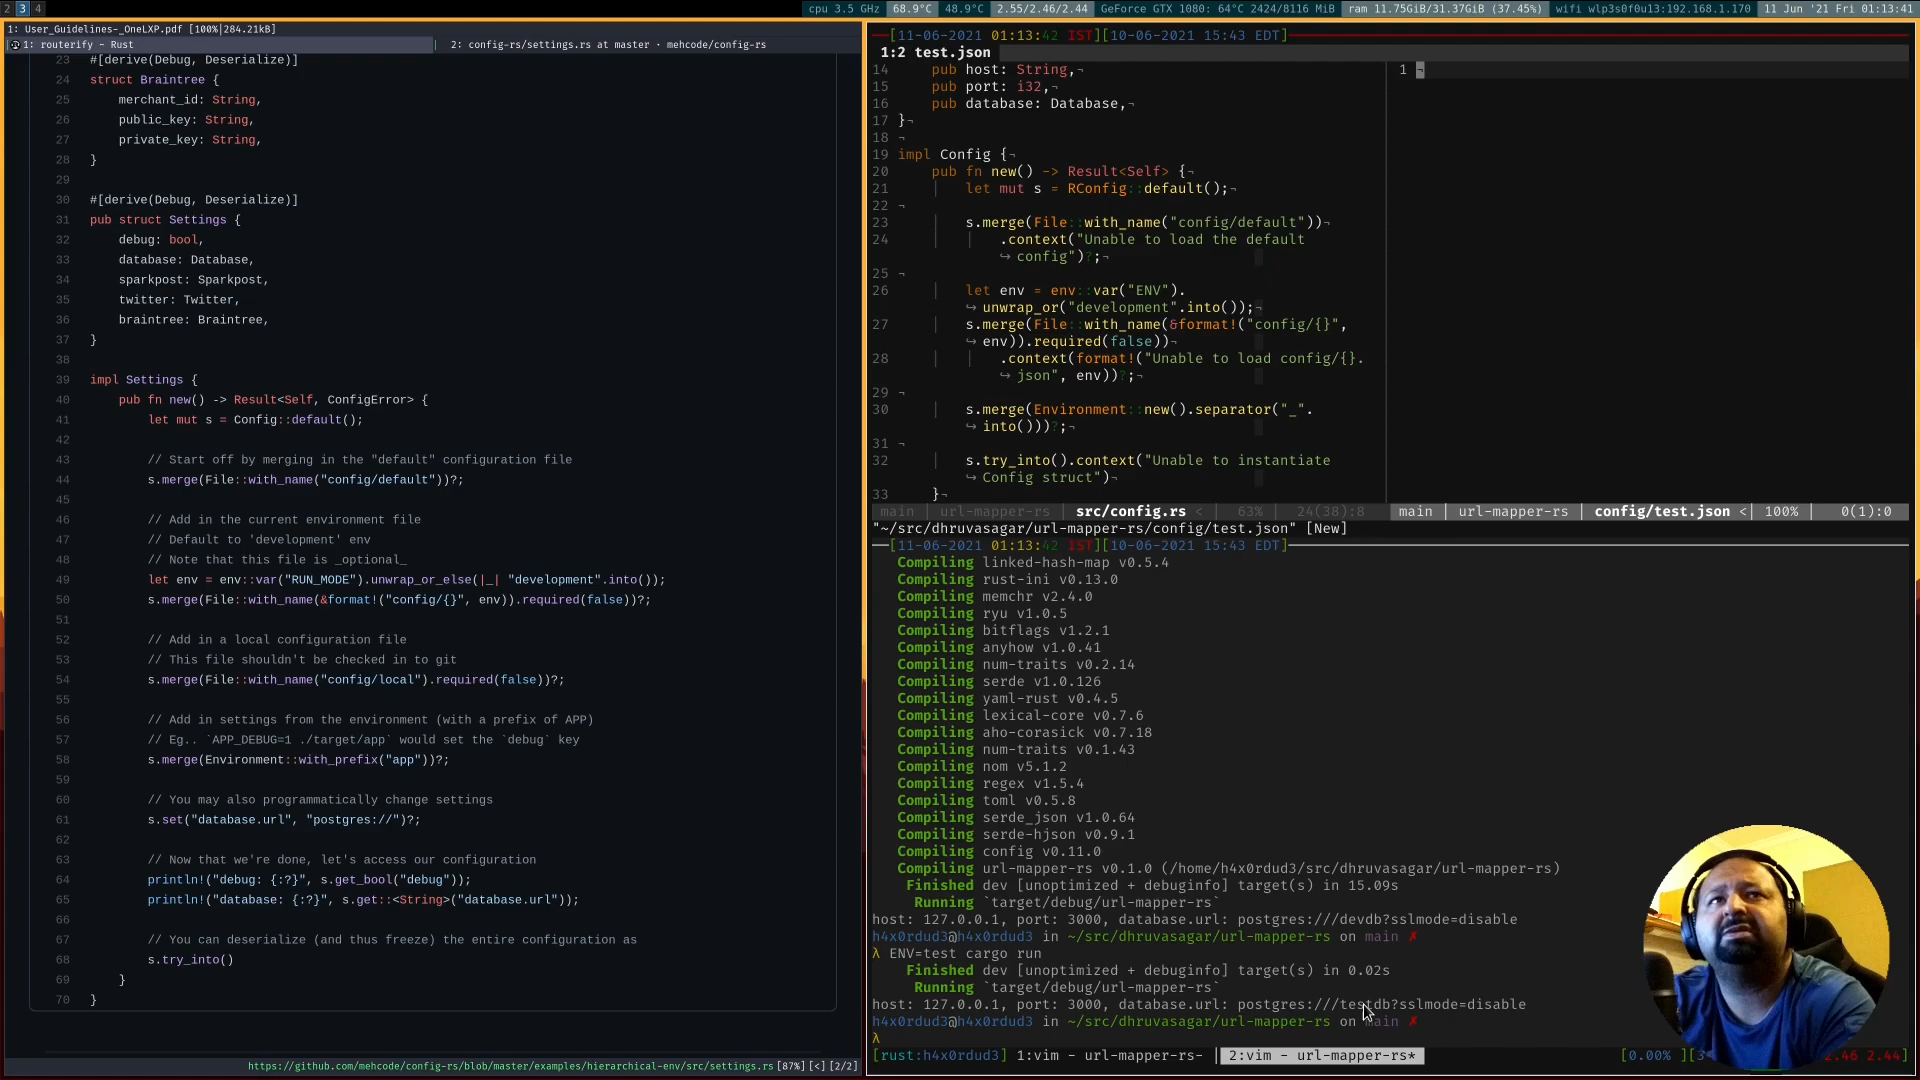 2 3 4
cpu 3.5 GHz 68.9°C 48.9°C 2.55/2.46/2.44 GeForce GTX 1080: 64°C 2424/8116 MiB ram 11.75GiB/31.37GiB (37.45%) wifi wlp3s0f0u13:192.168.1.170 11 Jun '21 Fri 01:13:41
1: User_Guidelines-_OneLXP.pdf [100%|284.21kB]
1: routerify - Rust 2: config-rs/settings.rs at master · mehcode/config-rs
23 #[derive(Debug, Deserialize)]
24 struct Braintree {
25 merchant_id: String,
26 public_key: String,
27 private_key: String,
28 }
29
30 #[derive(Debug, Deserialize)]
31 pub struct Settings {
32 debug: bool,
33 database: Database,
34 sparkpost: Sparkpost,
35 twitter: Twitter,
36 braintree: Braintree,
37 }
38
39 impl Settings {
40 pub fn new() -> Result<Self, ConfigError> {
41 let mut s = Config::default();
42
43 // Start off by merging in the "default" configuration file
44 s.merge(File::with_name("config/default"))?;
45
46 // Add in the current environment file
47 // Default to 'development' env
48 // Note that this file is _optional_
49 let env = env::var("RUN_MODE").unwrap_or_else(|_| "development".into());
50 s.merge(File::with_name(&format!("config/{}", env)).required(false))?;
51
52 // Add in a local configuration file
53 // This file shouldn't be checked in to git
54 s.merge(File::with_name("config/local").required(false))?;
55
56 // Add in settings from the environment (with a prefix of APP)
57 // Eg.. `APP_DEBUG=1 ./target/app` would set the `debug` key
58 s.merge(Environment::with_prefix("app"))?;
59
60 // You may also programmatically change settings
61 s.set("database.url", "postgres://")?;
62
63 // Now that we're done, let's access our configuration
64 println!("debug: {:?}", s.get_bool("debug"));
65 println!("database: {:?}", s.get::<String>("database.url"));
66
67 // You can deserialize (and thus freeze) the entire configuration as
68 s.try_into()
69 }
70 }
https://github.com/mehcode/config-rs/blob/master/examples/hierarchical-env/src/settings.rs [87%][<][2/2]
[11-06-2021 01:13:42 IST][10-06-2021 15:43 EDT]
1:2 test.json
14 pub host: String,¬
15 pub port: i32,¬
16 pub database: Database,¬
17 }¬
18 ¬
19 impl Config {¬
20 pub fn new() -> Result<Self> {¬
21 let mut s = RConfig::default();¬
22 ¬
23 s.merge(File::with_name("config/default"))¬
24 .context("Unable to load the default
↪ config")?;¬
25 ¬
26 let env = env::var("ENV").
↪ unwrap_or("development".into());¬
27 s.merge(File::with_name(&format!("config/{}",
↪ env)).required(false))¬
28 .context(format!("Unable to load config/{}.
↪ json", env))?;¬
29 ¬
30 s.merge(Environment::new().separator("_".
↪ into()))?;¬
31 ¬
32 s.try_into().context("Unable to instantiate
↪ Config struct")¬
33 }¬
1 ¬
main | url-mapper-rs | src/config.rs < 63% 24(38):8
main | url-mapper-rs | config/test.json < | 100% | 0(1):0
"~/src/dhruvasagar/url-mapper-rs/config/test.json" [New]
[11-06-2021 01:13:42 IST][10-06-2021 15:43 EDT]
Compiling linked-hash-map v0.5.4
Compiling rust-ini v0.13.0
Compiling memchr v2.4.0
Compiling ryu v1.0.5
Compiling bitflags v1.2.1
Compiling anyhow v1.0.41
Compiling num-traits v0.2.14
Compiling serde v1.0.126
Compiling yaml-rust v0.4.5
Compiling lexical-core v0.7.6
Compiling aho-corasick v0.7.18
Compiling num-traits v0.1.43
Compiling nom v5.1.2
Compiling regex v1.5.4
Compiling toml v0.5.8
Compiling serde_json v1.0.64
Compiling serde-hjson v0.9.1
Compiling config v0.11.0
Compiling url-mapper-rs v0.1.0 (/home/h4x0rdud3/src/dhruvasagar/url-mapper-rs)
Finished dev [unoptimized + debuginfo] target(s) in 15.09s
Running `target/debug/url-mapper-rs`
host: 127.0.0.1, port: 3000, database.url: postgres:///devdb?sslmode=disable
h4x0rdud3@h4x0rdud3 in ~/src/dhruvasagar/url-mapper-rs on main ✗
λ ENV=test cargo run
Finished dev [unoptimized + debuginfo] target(s) in 0.02s
Running `target/debug/url-mapper-rs`
host: 127.0.0.1, port: 3000, database.url: postgres:///testdb?sslmode=disable
h4x0rdud3@h4x0rdud3 in ~/src/dhruvasagar/url-mapper-rs on main ✗
λ
[rust:h4x0rdud3] 1:vim - url-mapper-rs- | 2:vim - url-mapper-rs* [0.00% ][3 2.46 2.44]